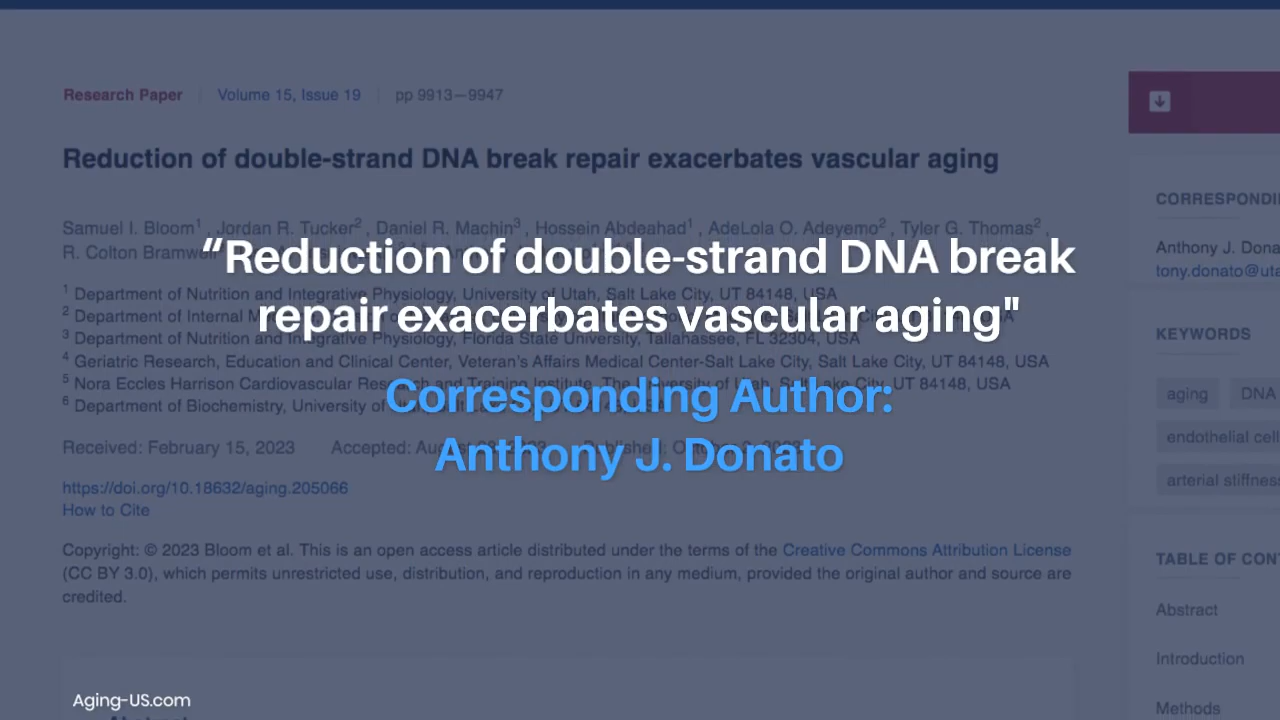 Research Paper | Volume 15, Issue 19 | pp 9913—9947
Reduction of double-strand DNA break repair exacerbates vascular aging
Samuel I. Bloom1, Jordan R. Tucker2, Daniel R. Machin3, Hossein Abdeahad1, AdeLola O. Adeyemo2, Tyler G. Thomas2,
R. Colton Bramwell
“Reduction of double-strand DNA break
repair exacerbates vascular aging"
1 Department of Nutrition and Integrative Physiology, University of Utah, Salt Lake City, UT 84148, USA
2 Department of Internal
3 Department of Nutrition and Integrative Physiology, Florida State University, Tallahassee, FL 32304, USA
4 Geriatric Research, Education and Clinical Center, Veteran’s Affairs Medical Center-Salt Lake City, Salt Lake City, UT 84148, USA
5 Nora Eccles Harrison Cardiovascular Research and Training Institute, The University of Utah, Salt Lake City, UT 84148, USA
6 Department of Biochemistry, University of
Corresponding Author:
Anthony J. Donato
Received: February 15, 2023 Accepted: Published:
https://doi.org/10.18632/aging.205066
How to Cite
Copyright: © 2023 Bloom et al. This is an open access article distributed under the terms of the Creative Commons Attribution License
(CC BY 3.0), which permits unrestricted use, distribution, and reproduction in any medium, provided the original author and source are
credited.
Aging-US.com
Abstract
CORRESPONDI
Anthony J. Dona
tony.donato@uta
KEYWORDS
aging DNA
endothelial cell
arterial stiffness
TABLE OF CON
Abstract
Introduction
Methods